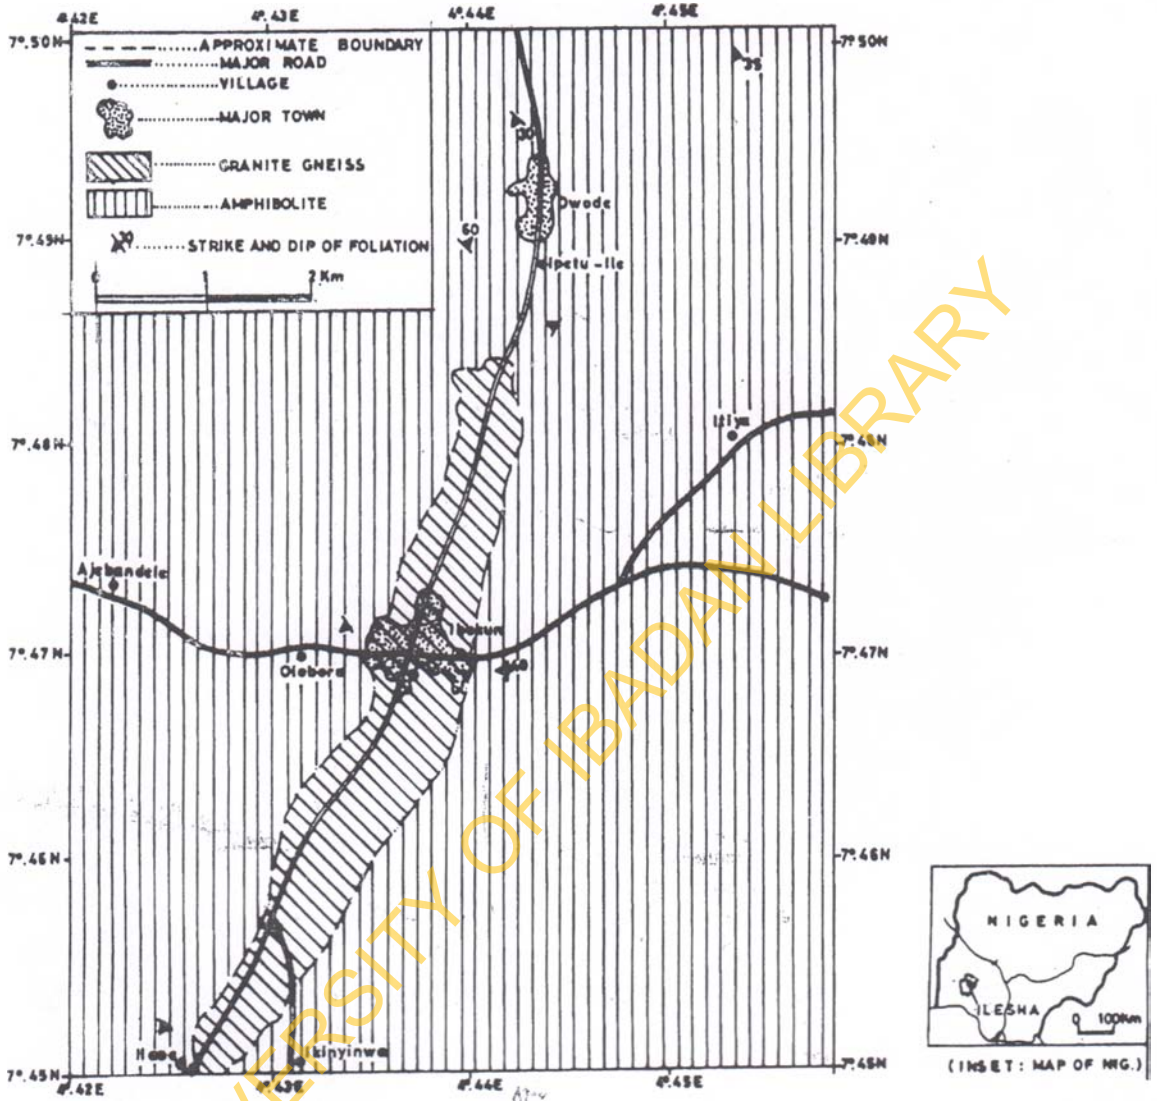 4°.42E 4°.43E 4°.44E 4°.45E
7°.50N 7°.50N
APPROXIMATE BOUNDARY
MAJOR ROAD
VILLAGE
MAJOR TOWN
GRANITE GNEISS
AMPHIBOLITE
30
STRIKE AND DIP OF FOLIATION
0 1 2 Km
35
30
Owode
60
7°.49N 7°.49N
Ipetu-Ile
Itiya
7°.48N 7°.48N
Ajebandele
Ibokun
7°.47N 7°.47N
Olabora
7°.46N 7°.46N
Ikinyinwa
7°.45N 7°.45N
4°.42E 4°.43E 4°.44E 4°.45E
NIGERIA
ILESHA
0 100Km
(INSET: MAP OF NIG.)
UNIVERSITY OF IBADAN LIBRARY